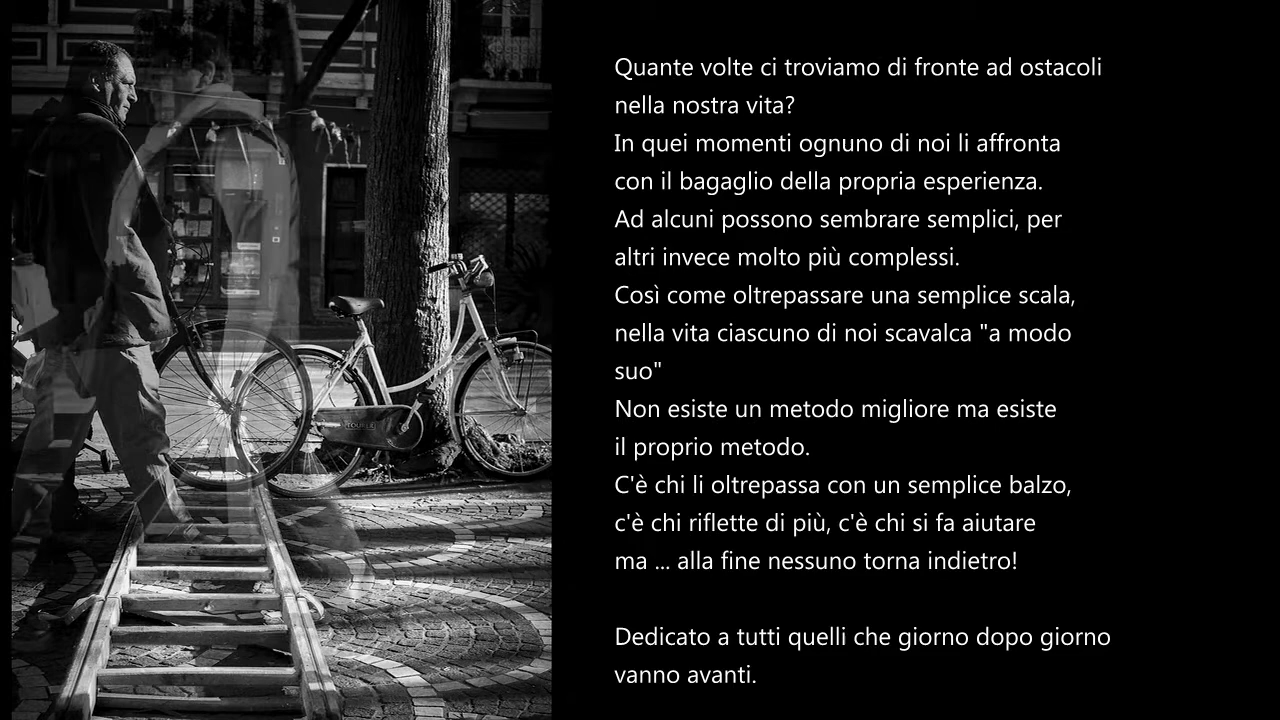 Quante volte ci troviamo di fronte ad ostacoli
nella nostra vita?
In quei momenti ognuno di noi li affronta
con il bagaglio della propria esperienza.
Ad alcuni possono sembrare semplici, per
altri invece molto più complessi.
Così come oltrepassare una semplice scala,
nella vita ciascuno di noi scavalca "a modo
suo"
Non esiste un metodo migliore ma esiste
il proprio metodo.
C'è chi li oltrepassa con un semplice balzo,
c'è chi riflette di più, c'è chi si fa aiutare
ma ... alla fine nessuno torna indietro!
Dedicato a tutti quelli che giorno dopo giorno
vanno avanti.